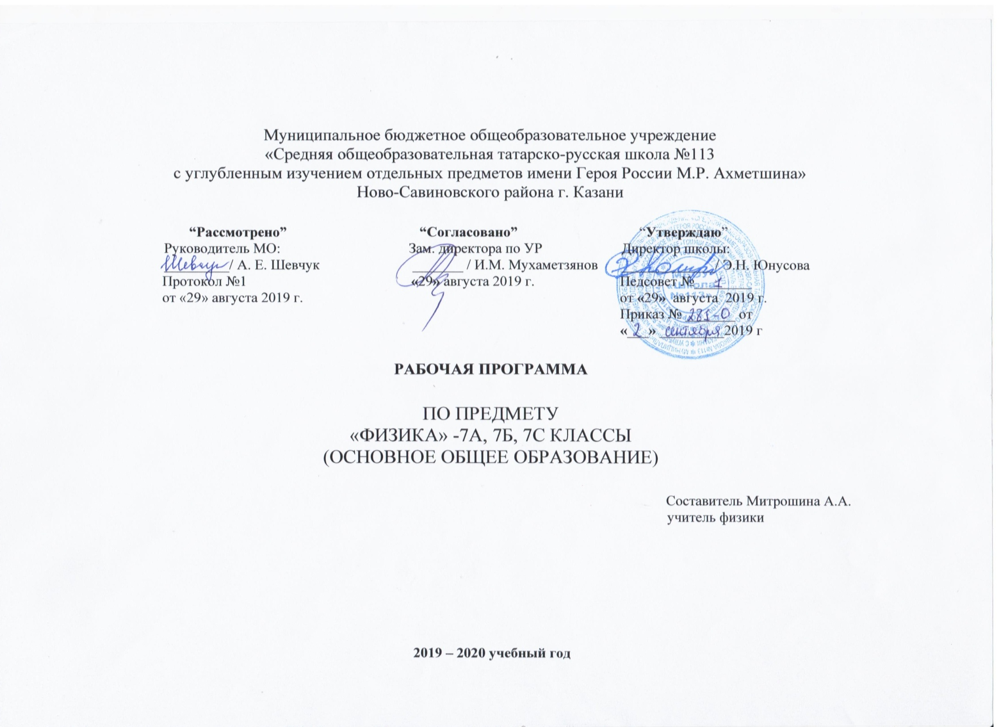 Муниципальное бюджетное общеобразовательное учреждение
«Средняя общеобразовательная татарско-русская школа №113
с углубленным изучением отдельных предметов имени Героя России М.Р. Ахметшина»
Ново-Савиновского района г. Казани
“Рассмотрено”
Руководитель МО:
Шевчук / А. Е. Шевчук
Протокол №1
от «29» августа 2019 г.
“Согласовано”
Зам. директора по УР
/ И.М. Мухаметзянов
«29» августа 2019 г.
“Утверждаю”
Директор школы:
/ Э.Н. Юнусова
Педсовет № 1
от «29» августа 2019 г.
Приказ № 281-О от
« 2 » сентября 2019 г
«Школа
№113»
РАБОЧАЯ ПРОГРАММА
ПО ПРЕДМЕТУ
«ФИЗИКА» -7А, 7Б, 7С КЛАССЫ
(ОСНОВНОЕ ОБЩЕЕ ОБРАЗОВАНИЕ)
Составитель Митрошина А.А.
учитель физики
2019 – 2020 учебный год